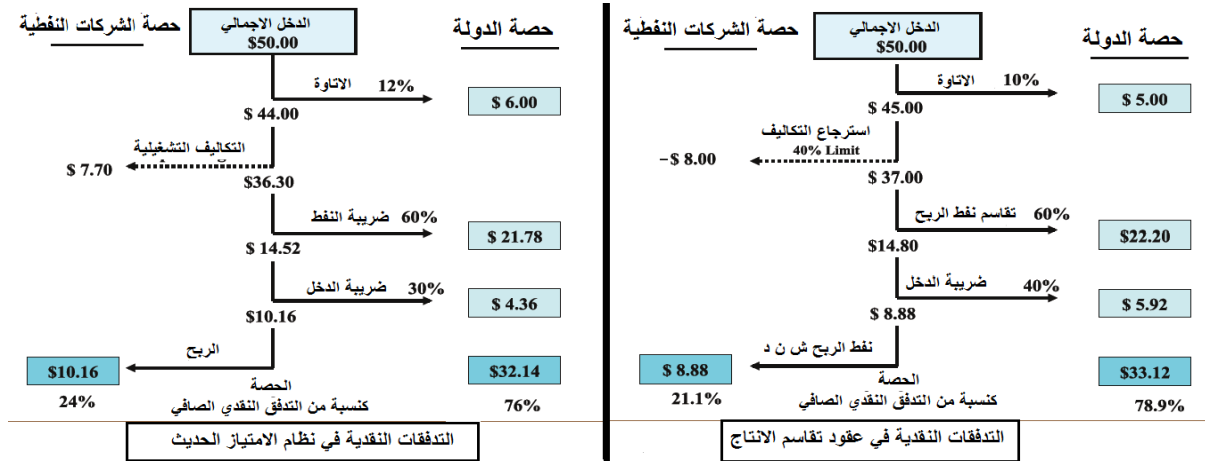 حصة الدولة
الدخل الاجمالي
$50.00
حصة الشركات النفطية
الاتاوة 10%
$ 5.00
$ 45.00
استرجاع التكاليف
40% Limit
–$ 8.00
$ 37.00
تقاسم نفط الربح 60%
$22.20
$14.80
ضريبة الدخل 40%
$ 5.92
$ 8.88
نفط الربح ش ن د
$ 8.88
$33.12
الحصة
كنسبة من التدفق النقدي الصافي
21.1%
78.9%
التدفقات النقدية في عقود تقاسم الانتاج
حصة الدولة
الدخل الاجمالي
$50.00
حصة الشركات النفطية
الاتاوة 12%
$ 6.00
$ 44.00
التكاليف التشغيلية
$ 7.70
$36.30
ضريبة النفط 60%
$ 21.78
$ 14.52
ضريبة الدخل 30%
$ 4.36
$10.16
الربح
$10.16
$32.14
الحصة
كنسبة من التدفق النقدي الصافي
24%
76%
التدفقات النقدية في نظام الامتياز الحديث